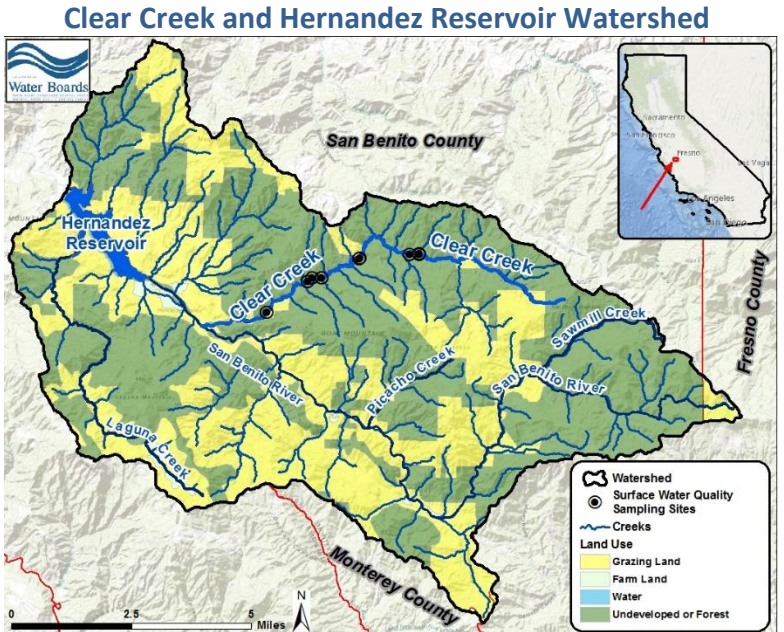 Clear Creek and Hernandez Reservoir Watershed
Water Boards
San Benito County
Sacramento
San Francisco
Fresno
Las Vegas
Los Angeles
San Diego
Hernandez
Reservoir
Clear Creek
Clear Creek
Fresno County
Sawmill Creek
San Benito River
Picacho Creek
San Benito River
Laguna Creek
Monterey County
Watershed
Surface Water Quality
Sampling Sites
Creeks
Land Use
Grazing Land
Farm Land
Water
Undeveloped or Forest
0 2.5 5
Miles
N